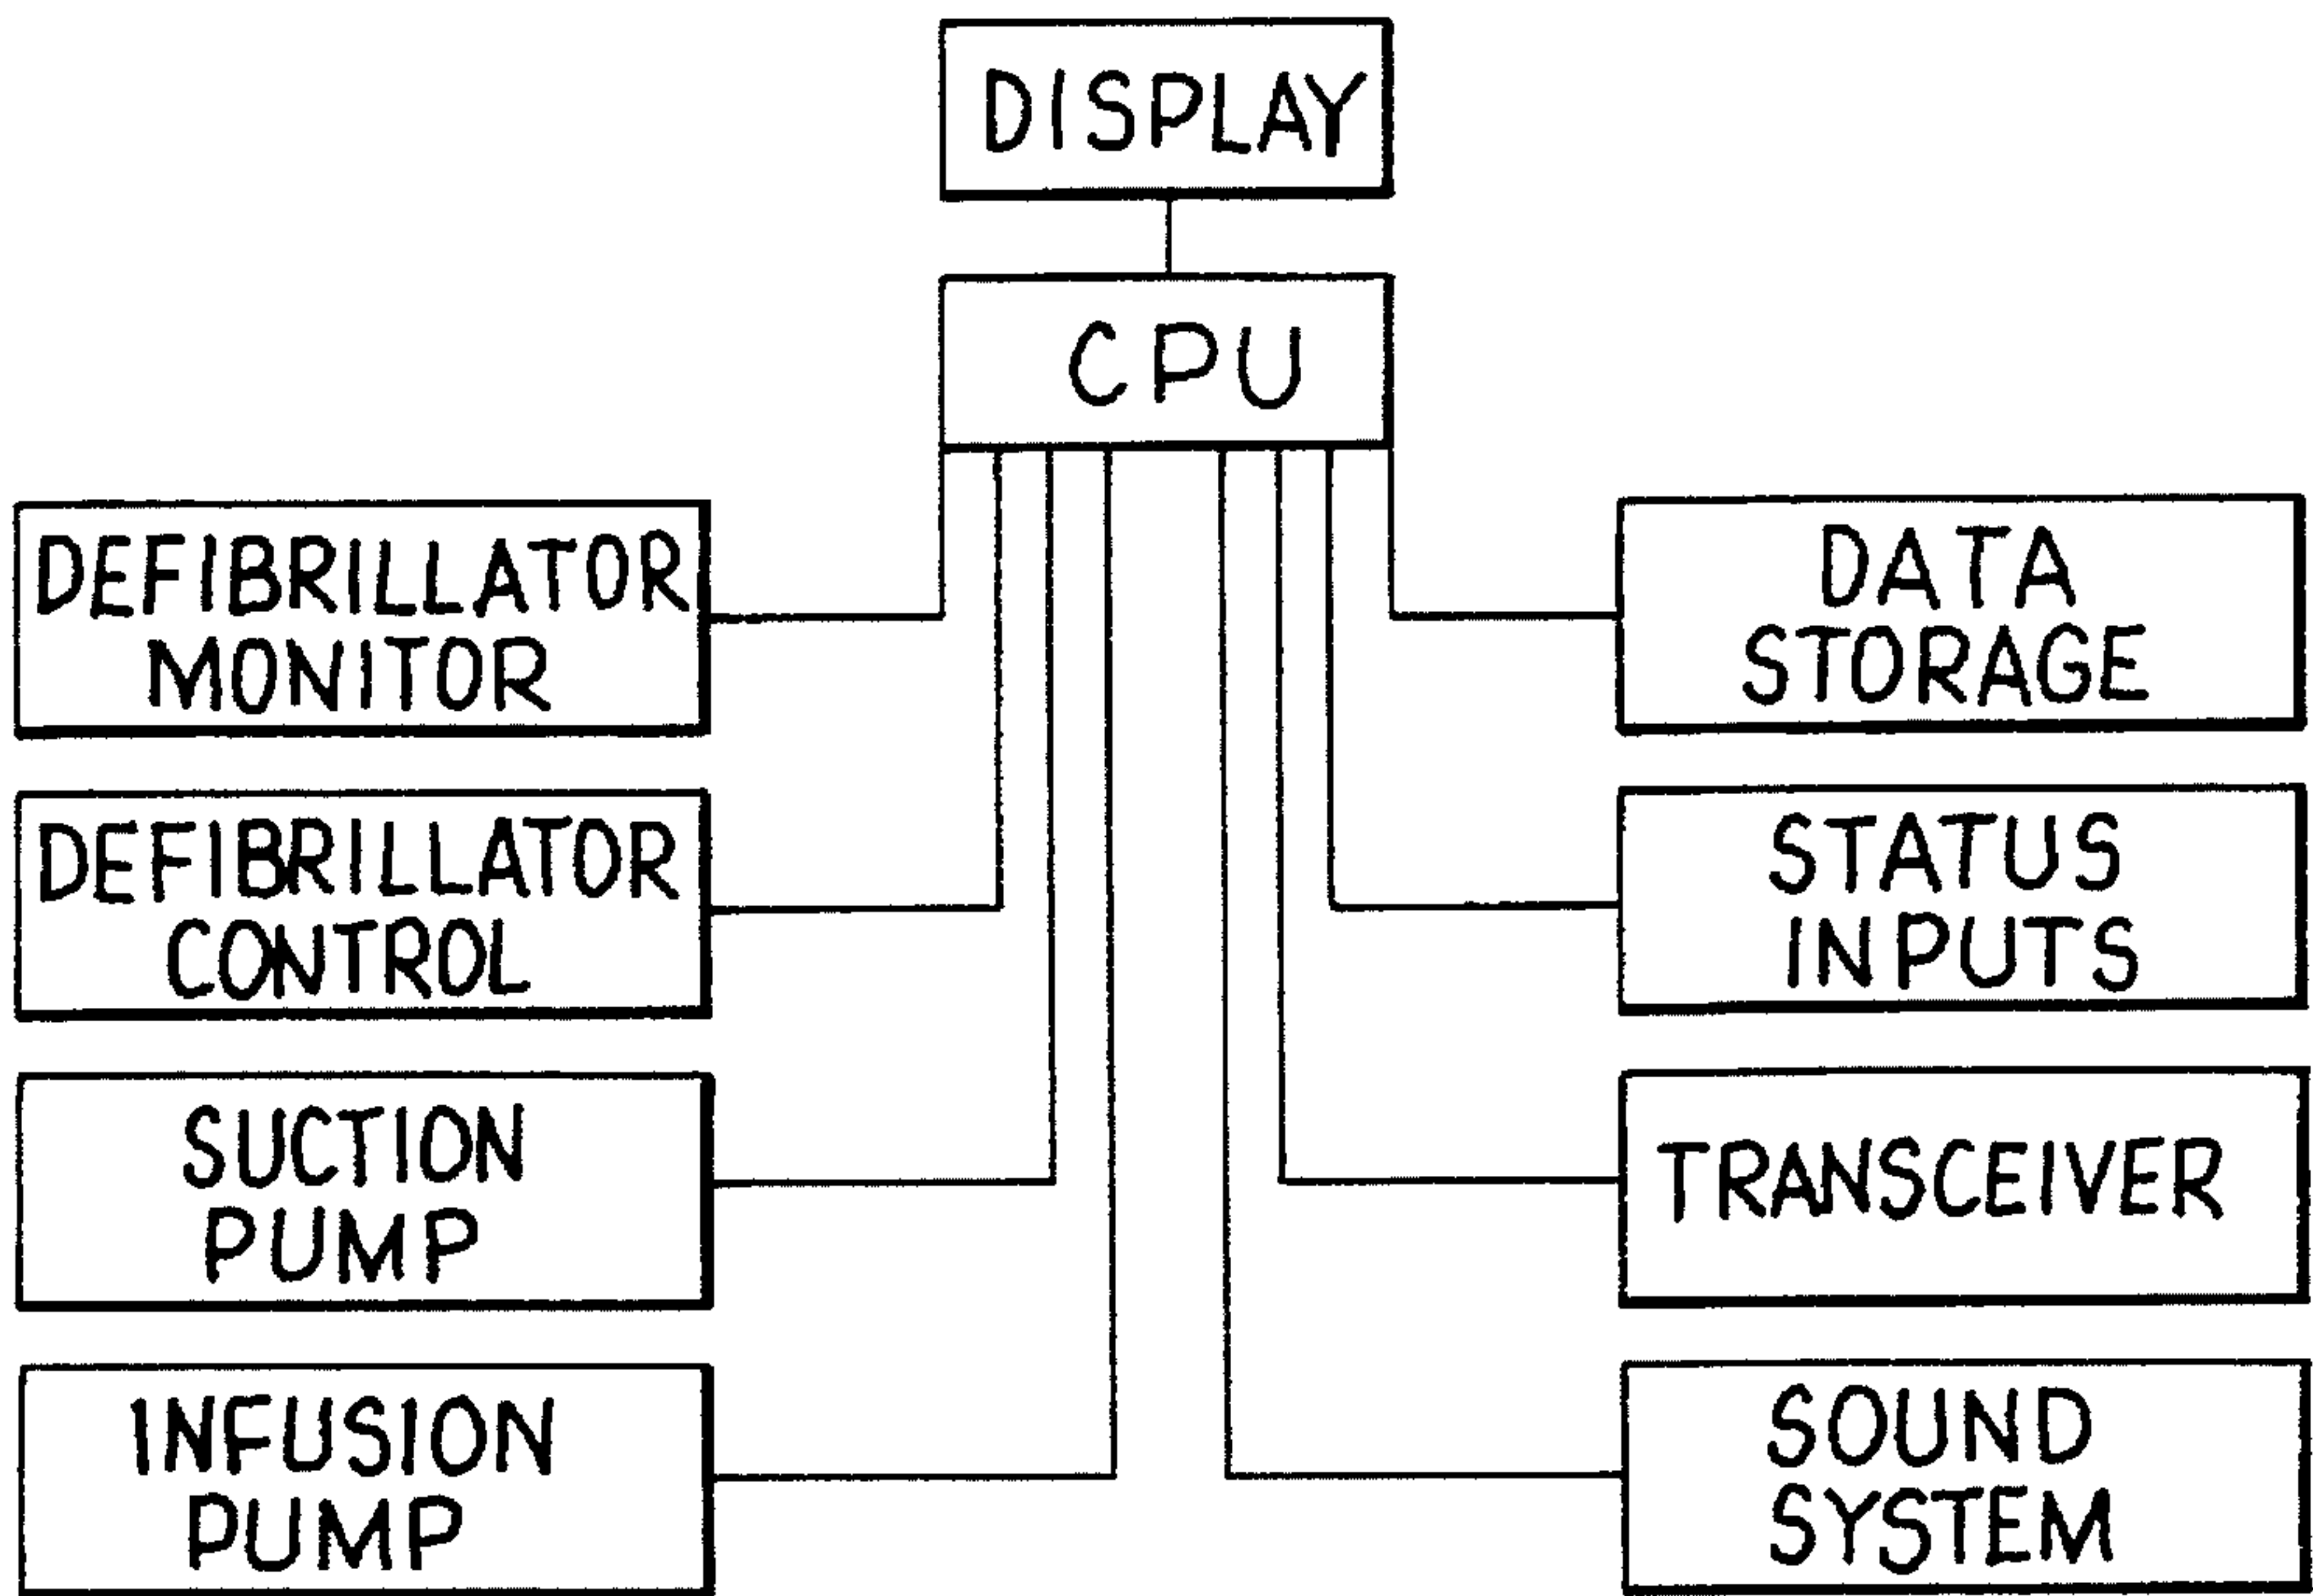 DISPLAY
CPU
DEFIBRILLATOR
MONITOR
DEFIBRILLATOR
CONTROL
SUCTION
PUMP
INFUSION
PUMP
DATA
STORAGE
STATUS
INPUTS
TRANSCEIVER
SOUND
SYSTEM